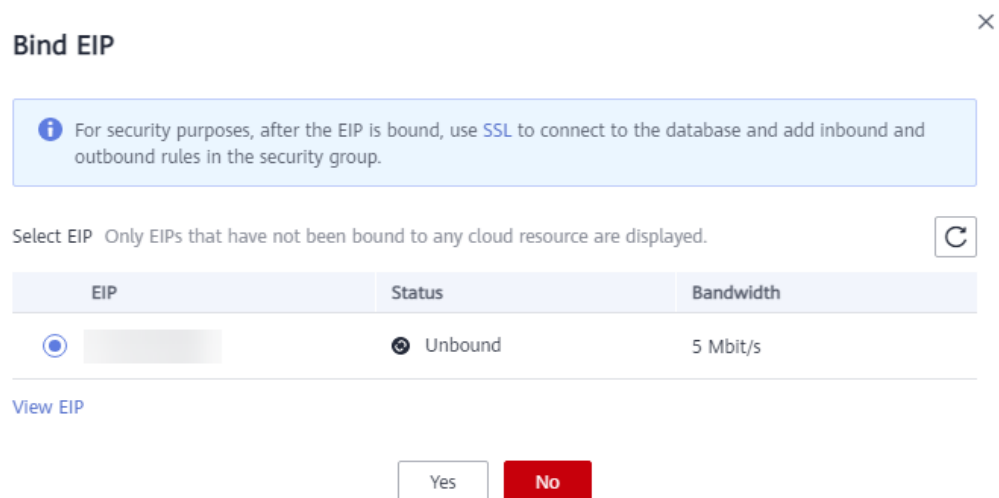 Bind EIP
For security purposes, after the EIP is bound, use SSL to connect to the database and add inbound and
outbound rules in the security group.
Select EIP Only EIPs that have not been bound to any cloud resource are displayed.
EIP Status Bandwidth
Unbound 5 Mbit/s
View EIP
Yes No